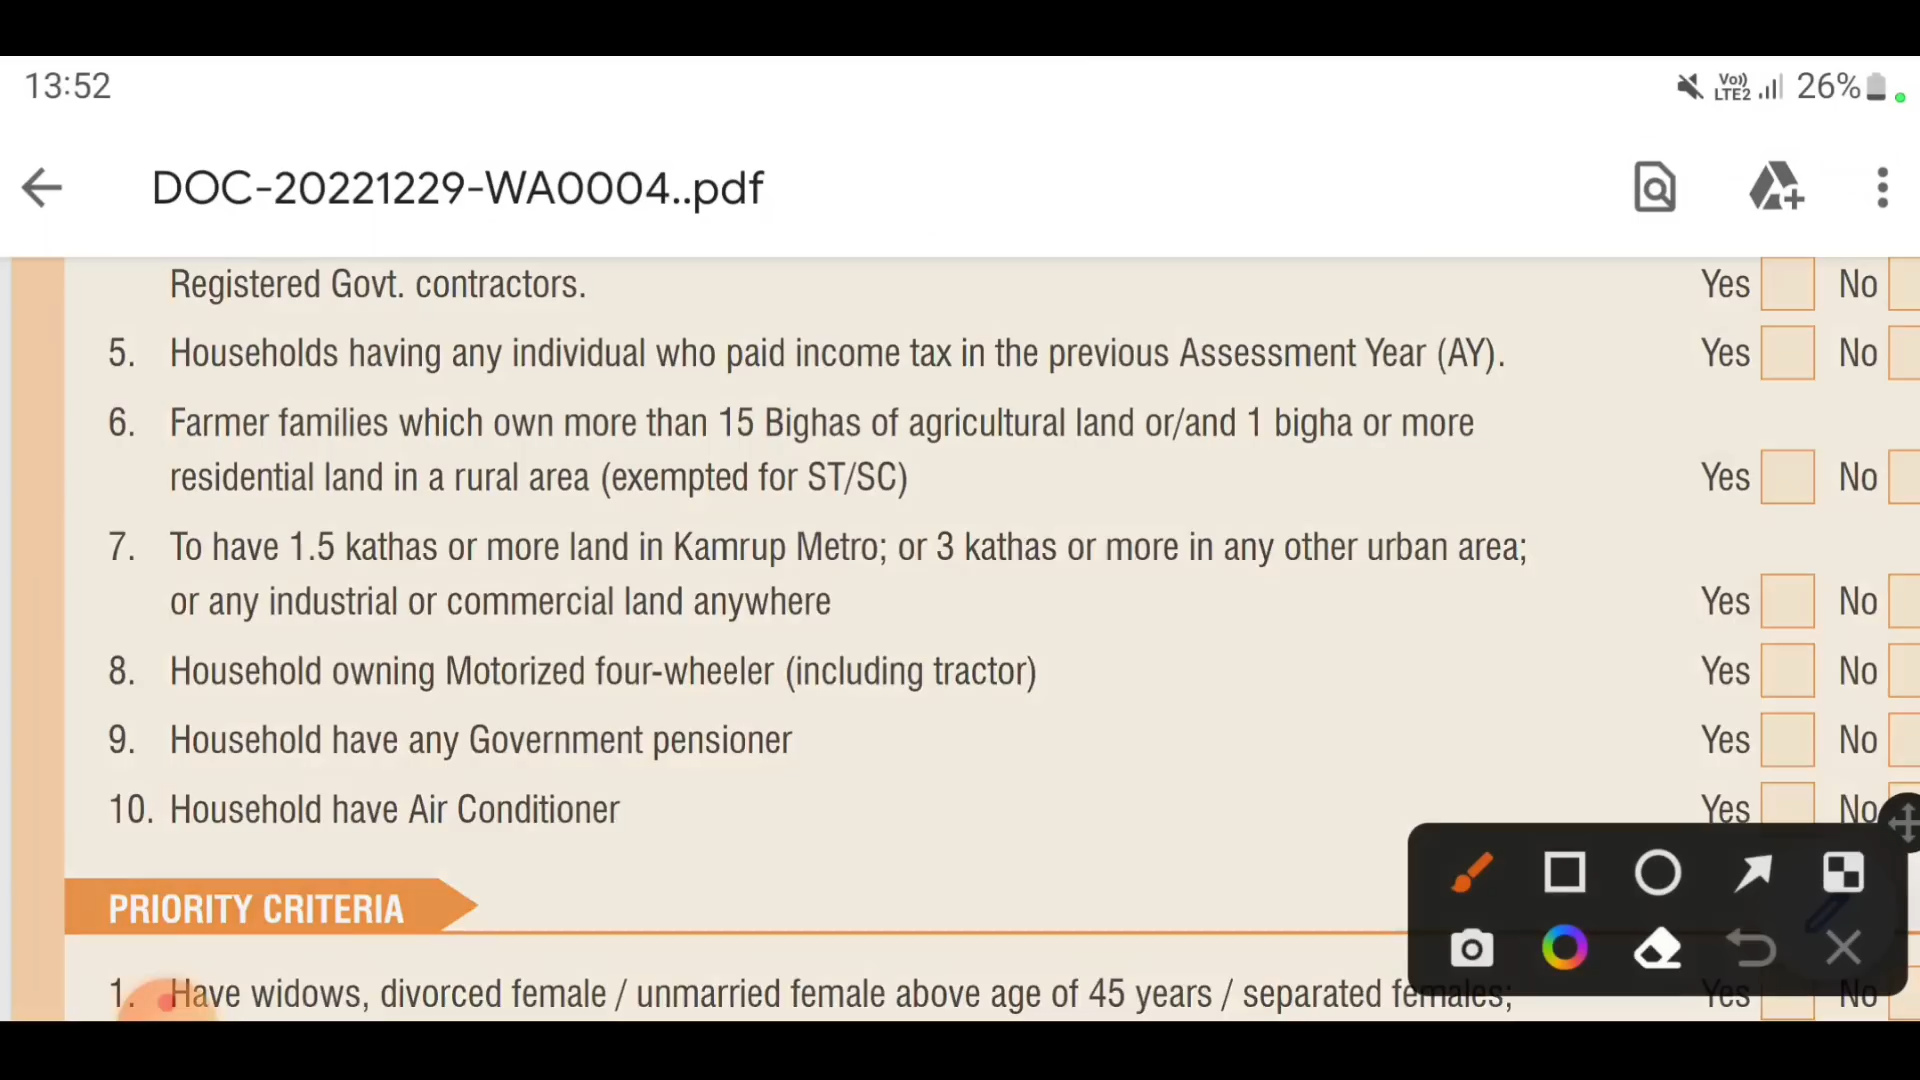 13:52
Vo)) LTE2 26%
DOC-20221229-WA0004..pdf
Registered Govt. contractors. Yes No
5. Households having any individual who paid income tax in the previous Assessment Year (AY). Yes No
6. Farmer families which own more than 15 Bighas of agricultural land or/and 1 bigha or more
residential land in a rural area (exempted for ST/SC) Yes No
7. To have 1.5 kathas or more land in Kamrup Metro; or 3 kathas or more in any other urban area;
or any industrial or commercial land anywhere Yes No
8. Household owning Motorized four-wheeler (including tractor) Yes No
9. Household have any Government pensioner Yes No
10. Household have Air Conditioner Yes No
PRIORITY CRITERIA
1. Have widows, divorced female / unmarried female above age of 45 years / separated females; Yes No